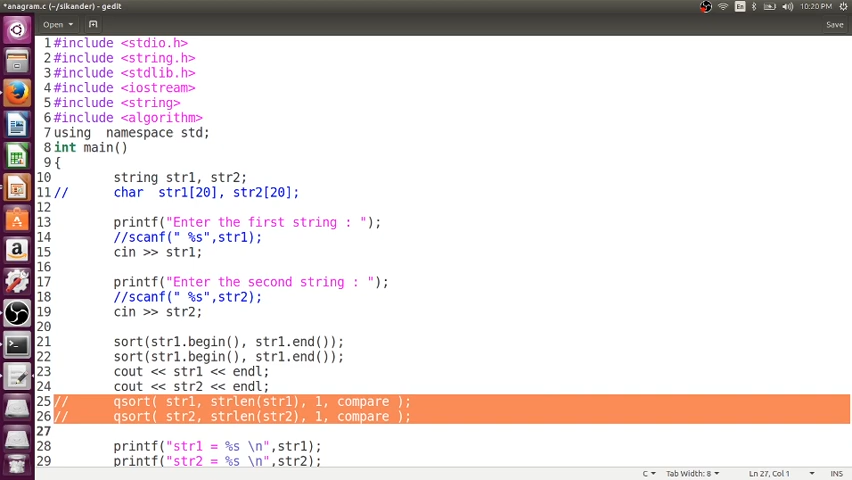 *anagram.c (~/sikander) - gedit
En
10:20 PM
Open
Save
1 #include <stdio.h>
2 #include <string.h>
3 #include <stdlib.h>
4 #include <iostream>
5 #include <string>
6 #include <algorithm>
7 using  namespace std;
8 int main()
9 {
10 string str1, str2;
11 // char  str1[20], str2[20];
12
13 printf("Enter the first string : ");
14 //scanf(" %s",str1);
15 cin >> str1;
16
17 printf("Enter the second string : ");
18 //scanf(" %s",str2);
19 cin >> str2;
20
21 sort(str1.begin(), str1.end());
22 sort(str1.begin(), str1.end());
23 cout << str1 << endl;
24 cout << str2 << endl;
25 // qsort( str1, strlen(str1), 1, compare );
26 // qsort( str2, strlen(str2), 1, compare );
27
28 printf("str1 = %s \n",str1);
29 printf("str2 = %s \n",str2);
C
Tab Width: 8
Ln 27, Col 1
INS